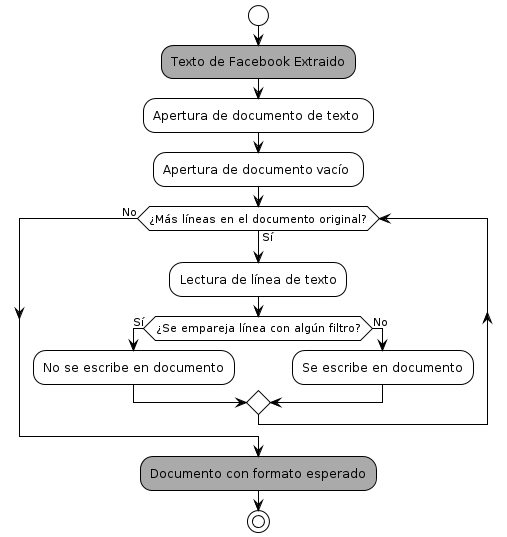 Texto de Facebook Extraido
Apertura de documento de texto
Apertura de documento vacío
No
¿Más líneas en el documento original?
Sí
Lectura de línea de texto
Sí
¿Se empareja línea con algún filtro?
No
No se escribe en documento
Se escribe en documento
Documento con formato esperado